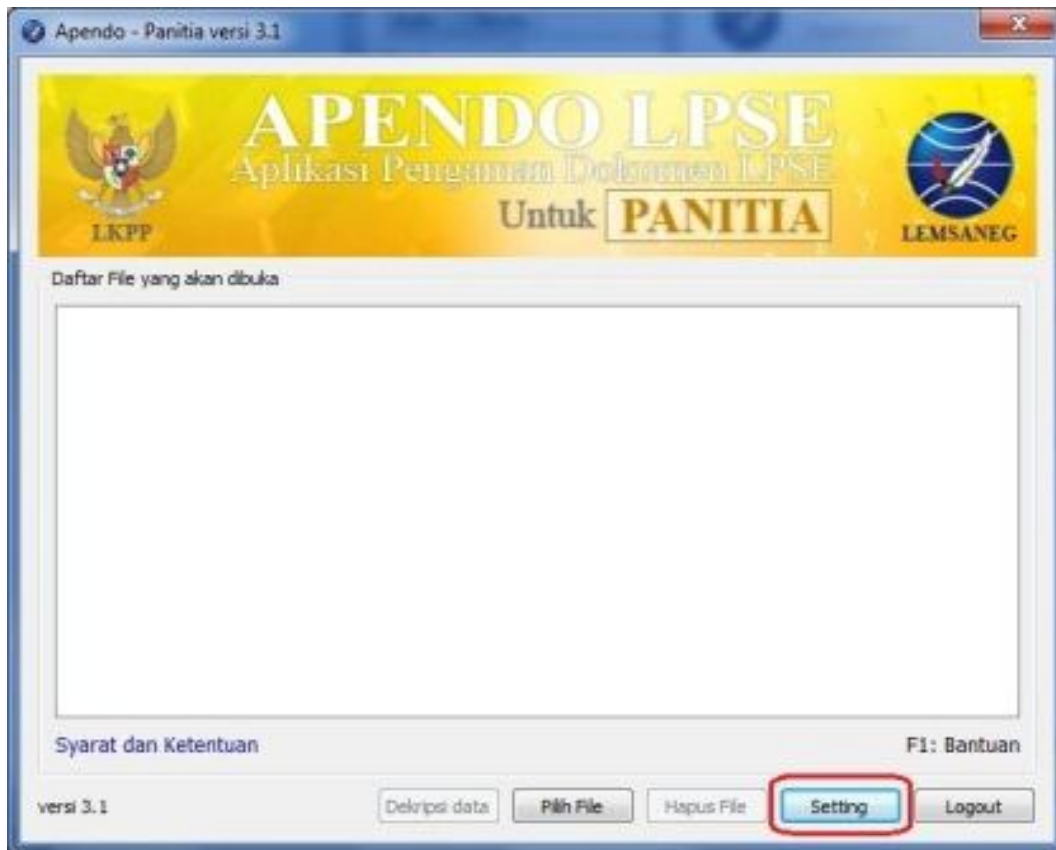 Apendo - Panitia versi 3.1
APENDO LPSE
Aplikasi Pengaman Dokumen LPSE
Untuk PANITIA
LKPP
LEMSANEG
Daftar File yang akan dibuka
Syarat dan Ketentuan
F1: Bantuan
versi 3.1
Dekripsi data
Pilih File
Hapus File
Setting
Logout